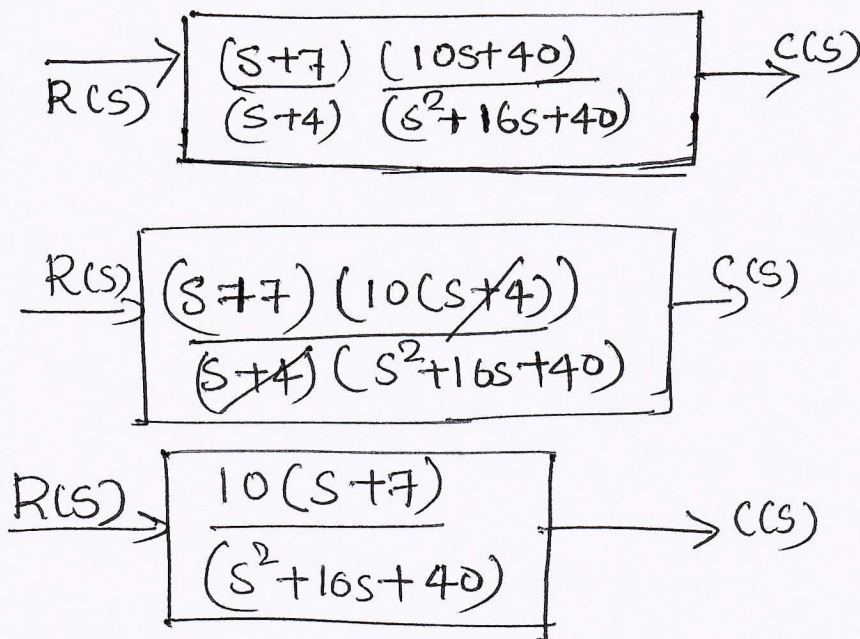 R(S) (S+7) (10S+40) C(S)
(S+4) (S²+16S+40)
R(S) (S+7) (10(S+4)) C(S)
(S+4) (S²+16S+40)
R(S) 10(S+7) C(S)
(S²+16S+40)